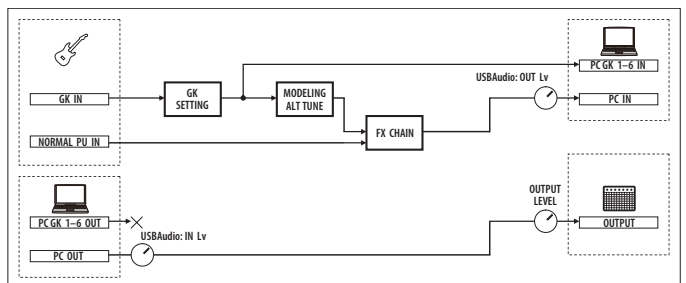 PC GK 1–6 IN
USBAudio: OUT Lv
GK IN
GK
SETTING
MODELING
ALT TUNE
PC IN
NORMAL PU IN
FX CHAIN
PC GK 1–6 OUT
USBAudio: IN Lv
PC OUT
OUTPUT
LEVEL
OUTPUT